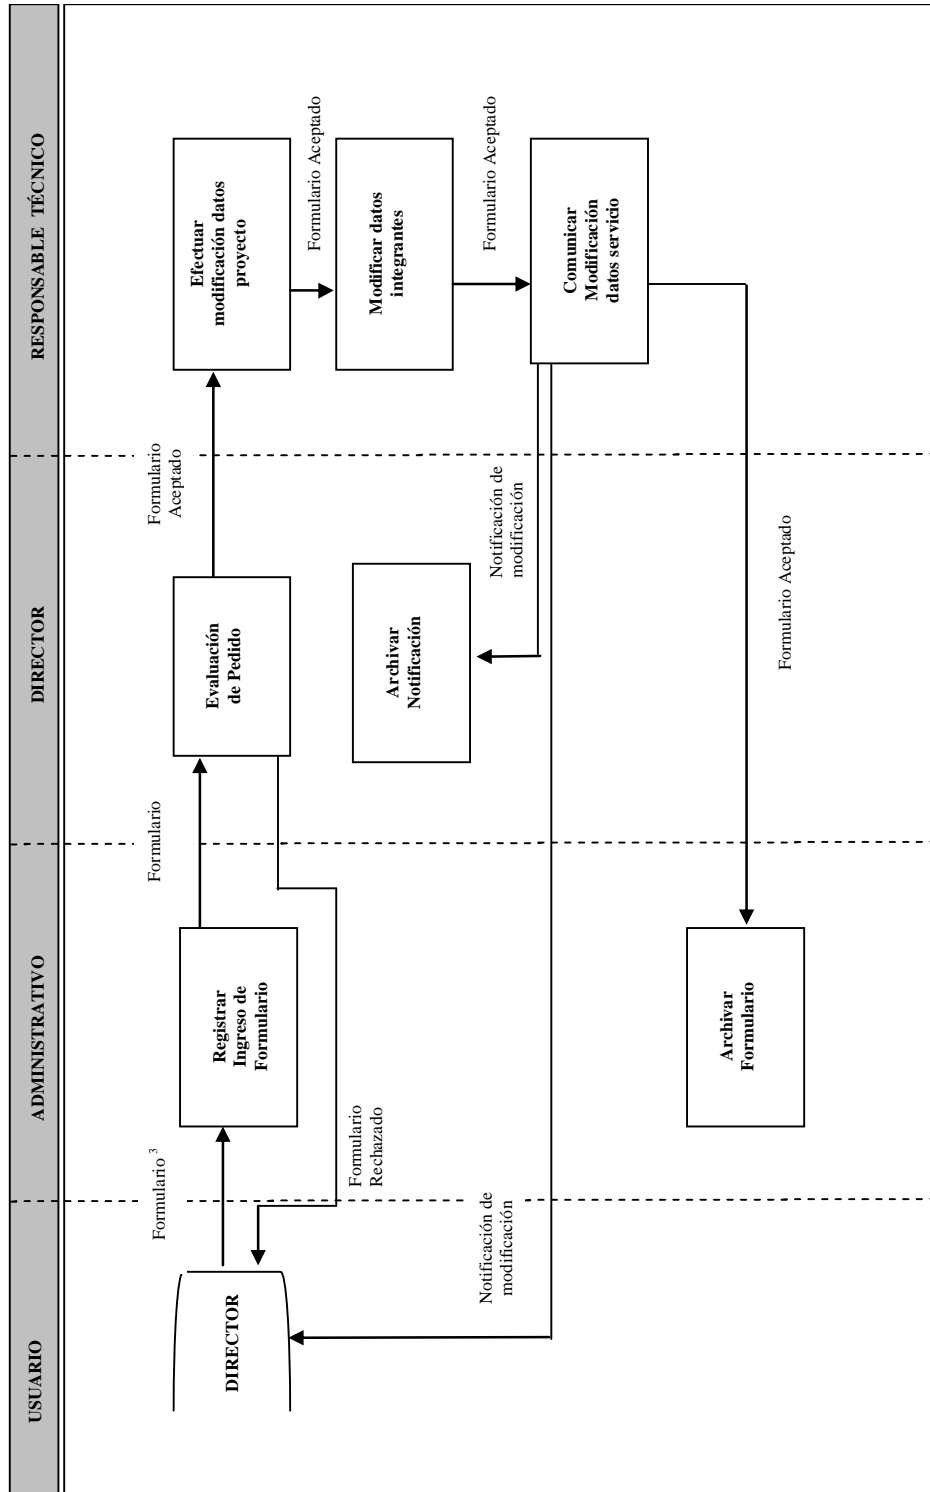 USUARIO
ADMINISTRATIVO
DIRECTOR
RESPONSABLE TÉCNICO
DIRECTOR
Formulario ³
Registrar
Ingreso de
Formulario
Formulario
Evaluación
de Pedido
Formulario
Aceptado
Efectuar
modificación datos
proyecto
Formulario Aceptado
Modificar datos
integrantes
Formulario Aceptado
Comunicar
Modificación
datos servicio
Formulario
Rechazado
Archivar
Notificación
Notificación de
modificación
Notificación de
modificación
Archivar
Formulario
Formulario Aceptado